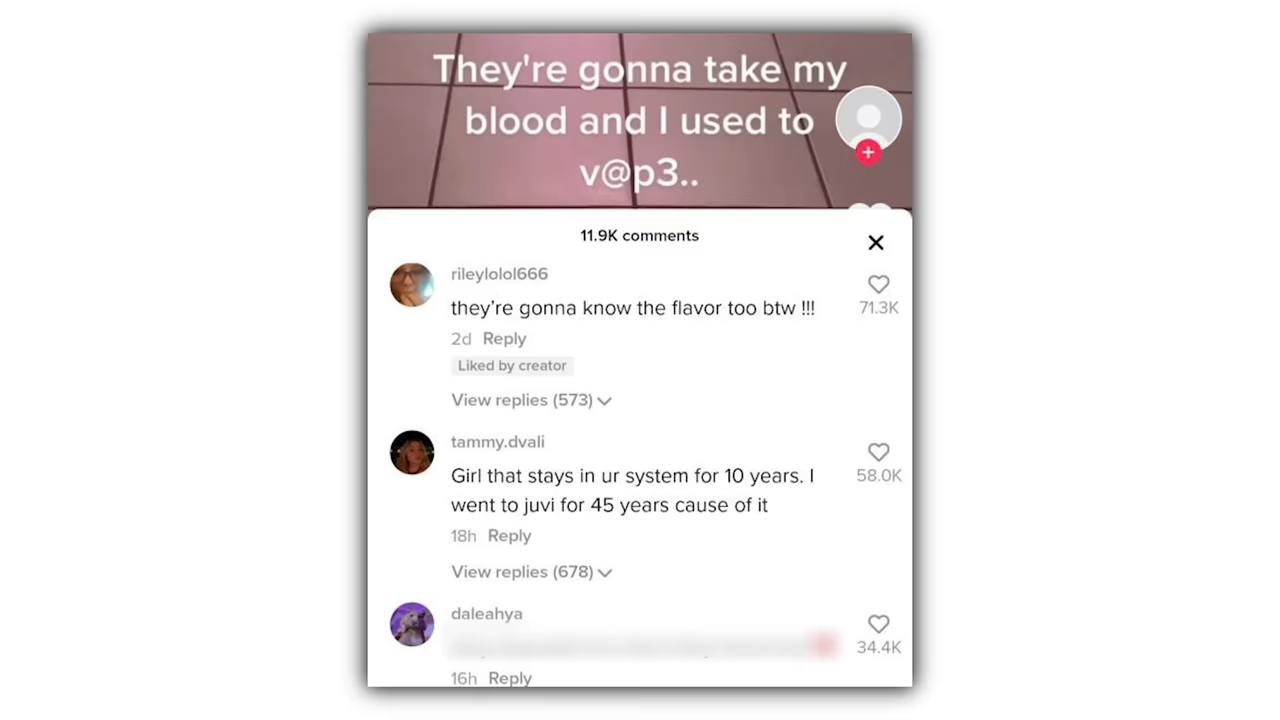 They're gonna take my
blood and I used to
v@p3..
11.9K comments
rileylolol666
they're gonna know the flavor too btw !!!
71.3K
2d Reply
Liked by creator
View replies (573)
tammy.dvali
Girl that stays in ur system for 10 years. I
went to juvi for 45 years cause of it
58.0K
18h Reply
View replies (678)
daleahya
34.4K
16h Reply